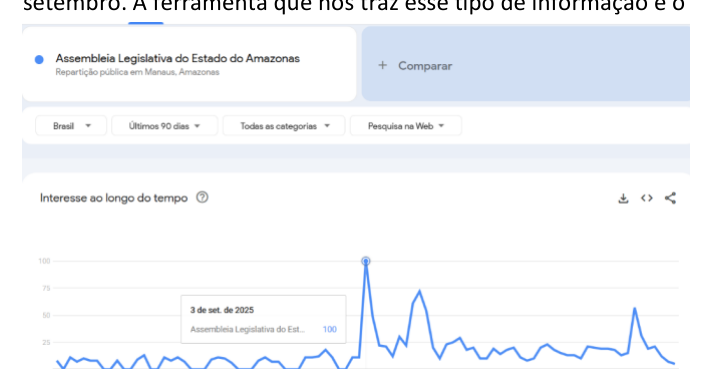 setembro. A ferramenta que nos traz esse tipo de informação é o
Assembleia Legislativa do Estado do Amazonas
Repartição pública em Manaus, Amazonas
+ Comparar
Brasil
Últimos 90 dias
Todas as categorias
Pesquisa na Web
Interesse ao longo do tempo
100
75
50
25
3 de set. de 2025
Assembleia Legislativa do Est... 100